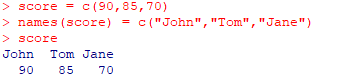 > score = c(90,85,70)
> names(score) = c("John","Tom","Jane")
> score
John  Tom Jane
  90   85   70